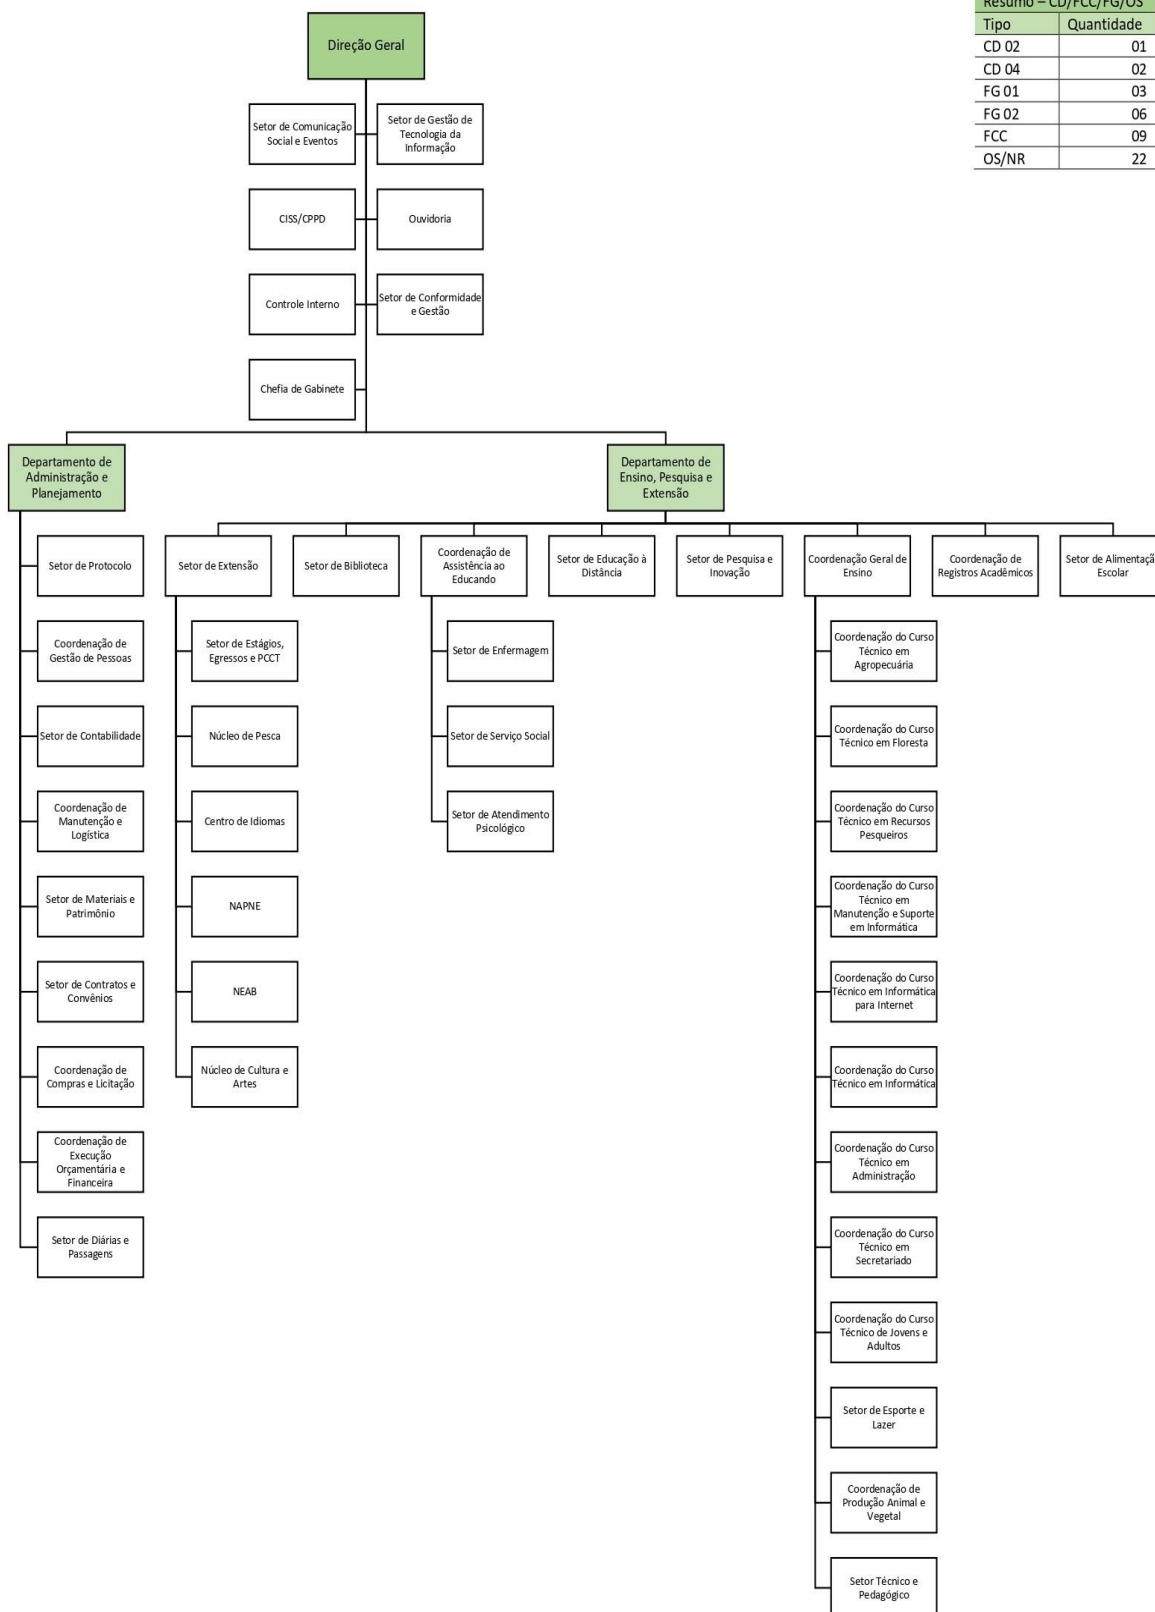 Resumo – CD/FCC/FG/OS
Tipo Quantidade
CD 02 01
CD 04 02
FG 01 03
FG 02 06
FCC 09
OS/NR 22
Direção Geral
Setor de Comunicação
Social e Eventos
Setor de Gestão de
Tecnologia da
Informação
CISS/CPPD
Ouvidoria
Controle Interno
Setor de Conformidade
e Gestão
Chefia de Gabinete
Departamento de
Administração e
Planejamento
Departamento de
Ensino, Pesquisa e
Extensão
Setor de Protocolo
Coordenação de
Gestão de Pessoas
Setor de Contabilidade
Coordenação de
Manutenção e
Logística
Setor de Materiais e
Patrimônio
Setor de Contratos e
Convênios
Coordenação de
Compras e Licitação
Coordenação de
Execução
Orçamentária e
Financeira
Setor de Diárias e
Passagens
Setor de Extensão
Setor de Estágios,
Egressos e PCCT
Núcleo de Pesca
Centro de Idiomas
NAPNE
NEAB
Núcleo de Cultura e
Artes
Setor de Biblioteca
Coordenação de
Assistência ao
Educando
Setor de Enfermagem
Setor de Serviço Social
Setor de Atendimento
Psicológico
Setor de Educação à
Distância
Setor de Pesquisa e
Inovação
Coordenação Geral de
Ensino
Coordenação do Curso
Técnico em
Agropecuária
Coordenação do Curso
Técnico em Floresta
Coordenação do Curso
Técnico em Recursos
Pesqueiros
Coordenação do Curso
Técnico em
Manutenção e Suporte
em Informática
Coordenação do Curso
Técnico em Informática
para Internet
Coordenação do Curso
Técnico em Informática
Coordenação do Curso
Técnico em
Administração
Coordenação do Curso
Técnico em
Secretariado
Coordenação do Curso
Técnico de Jovens e
Adultos
Setor de Esporte e
Lazer
Coordenação de
Produção Animal e
Vegetal
Setor Técnico e
Pedagógico
Coordenação de
Registros Acadêmicos
Setor de Alimentaçã
Escolar